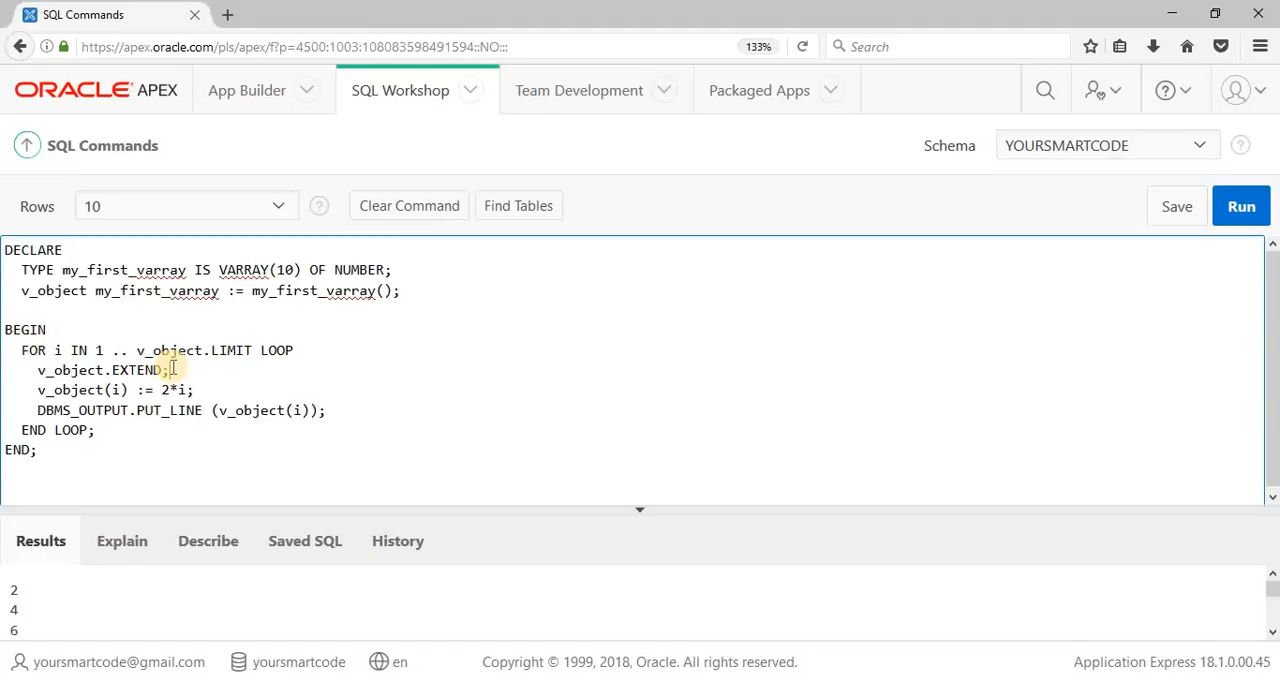 SQL Commands
https://apex.oracle.com/pls/apex/f?p=4500:1003:108083598491594::NO:::
133%
Search
ORACLE APEX
App Builder
SQL Workshop
Team Development
Packaged Apps
SQL Commands
Schema
YOURSMARTCODE
Rows
10
Clear Command
Find Tables
Save
Run
DECLARE
  TYPE my_first_varray IS VARRAY(10) OF NUMBER;
  v_object my_first_varray := my_first_varray();
BEGIN
  FOR i IN 1 .. v_object.LIMIT LOOP
    v_object.EXTEND;
    v_object(i) := 2*i;
    DBMS_OUTPUT.PUT_LINE (v_object(i));
  END LOOP;
END;
Results
Explain
Describe
Saved SQL
History
2
4
6
yoursmartcode@gmail.com
yoursmartcode
en
Copyright © 1999, 2018, Oracle. All rights reserved.
Application Express 18.1.0.00.45